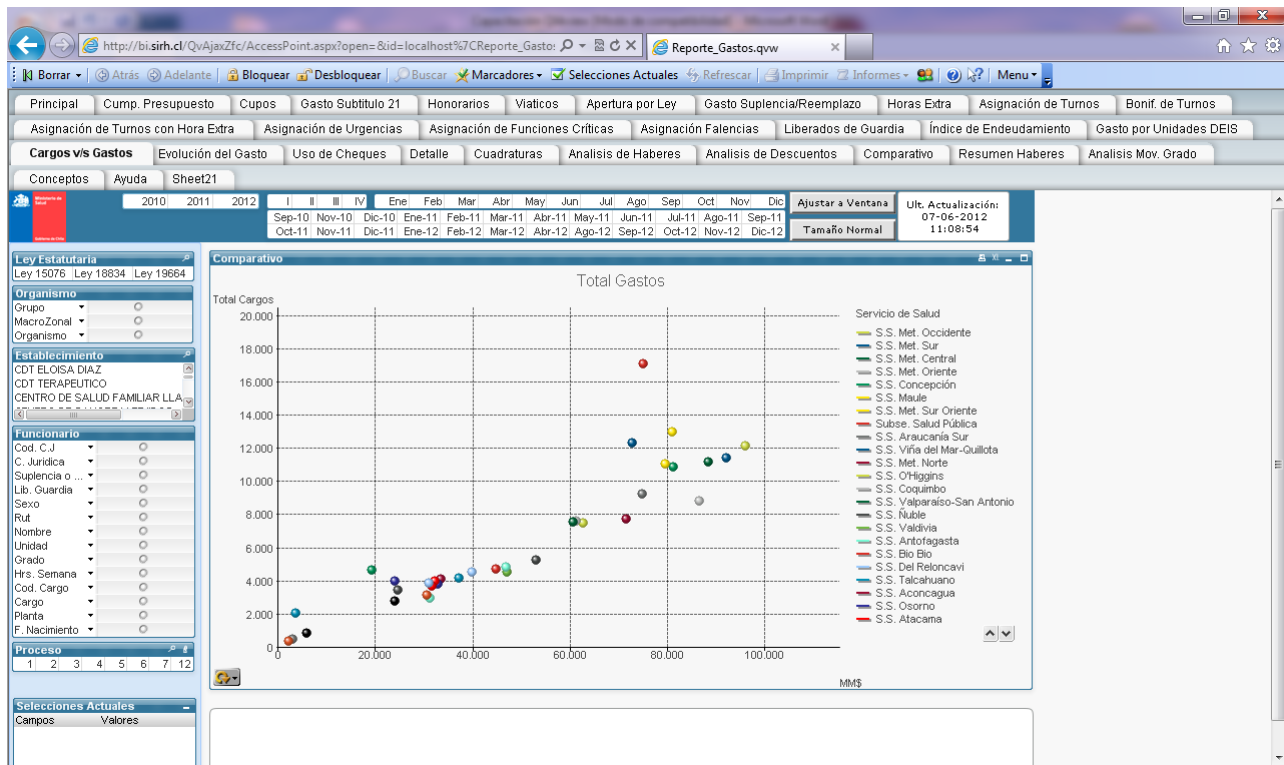 http://bi.sirh.cl/QvAjaxZfc/AccessPoint.aspx?open=&id=localhost%7CReporte_Gasto:
Reporte_Gastos.qvw
Borrar Atrás Adelante Bloquear Desbloquear Buscar Marcadores Selecciones Actuales Refrescar Imprimir Informes Menu
Principal Cump. Presupuesto Cupos Gasto Subtitulo 21 Honorarios Viaticos Apertura por Ley Gasto Suplencia/Reemplazo Horas Extra Asignación de Turnos Bonif. de Turnos
Asignación de Turnos con Hora Extra Asignación de Urgencias Asignación de Funciones Críticas Asignación Falencias Liberados de Guardia Índice de Endeudamiento Gasto por Unidades DEIS
Cargos v/s Gastos Evolución del Gasto Uso de Cheques Detalle Cuadraturas Analisis de Haberes Analisis de Descuentos Comparativo Resumen Haberes Analisis Mov. Grado
Conceptos Ayuda Sheet21
2010 2011 2012 I II III IV Ene Feb Mar Abr May Jun Jul Ago Sep Oct Nov Dic
Sep-10 Nov-10 Dic-10 Ene-11 Feb-11 Mar-11 Abr-11 May-11 Jun-11 Jul-11 Ago-11 Sep-11
Oct-11 Nov-11 Dic-11 Ene-12 Feb-12 Mar-12 Abr-12 Ago-12 Sep-12 Oct-12 Nov-12 Dic-12
Ajustar a Ventana
Tamaño Normal
Ult. Actualización:
07-06-2012
11:08:54
Ley Estatutaria
Ley 15076 Ley 18834 Ley 19664
Organismo
Grupo
MacroZonal
Organismo
Establecimiento
CDT ELOISA DIAZ
CDT TERAPEUTICO
CENTRO DE SALUD FAMILIAR LLA
Funcionario
Cod. C.J
C. Juridica
Suplencia o ...
Lib. Guardia
Sexo
Rut
Nombre
Unidad
Grado
Hrs. Semana
Cod. Cargo
Cargo
Planta
F. Nacimiento
Proceso
1 2 3 4 5 6 7 12
Selecciones Actuales
Campos Valores
Comparativo
Total Gastos
Total Cargos
20.000
18.000
16.000
14.000
12.000
10.000
8.000
6.000
4.000
2.000
0
0 20.000 40.000 60.000 80.000 100.000
MM$
Servicio de Salud
S.S. Met. Occidente
S.S. Met. Sur
S.S. Met. Central
S.S. Met. Oriente
S.S. Concepción
S.S. Maule
S.S. Met. Sur Oriente
Subse. Salud Pública
S.S. Araucanía Sur
S.S. Viña del Mar-Quillota
S.S. Met. Norte
S.S. O'Higgins
S.S. Coquimbo
S.S. Valparaíso-San Antonio
S.S. Ñuble
S.S. Valdivia
S.S. Antofagasta
S.S. Bio Bio
S.S. Del Reloncavi
S.S. Talcahuano
S.S. Aconcagua
S.S. Osorno
S.S. Atacama